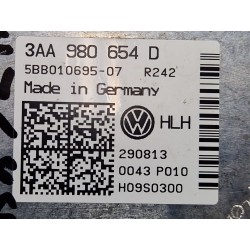 3AA 980 654 D
5BB010695-07 R242
Made in Germany
HLH
290813
0043 P010
H09S0300